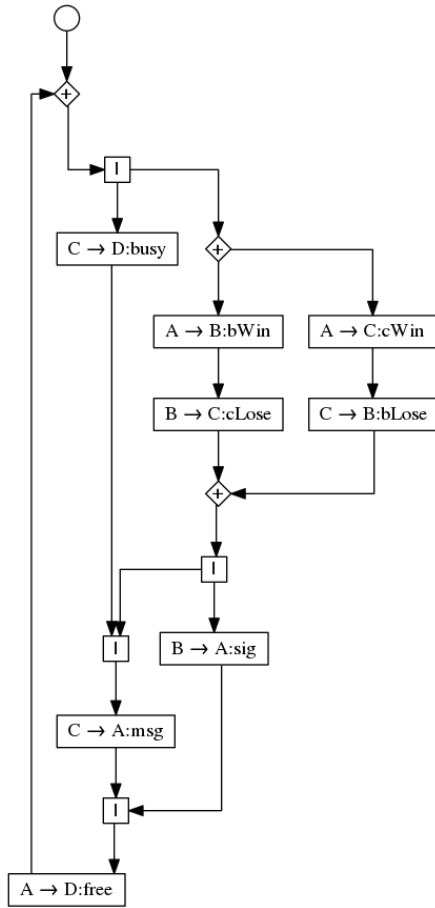 +
|
C → D:busy
+
A → B:bWin
A → C:cWin
B → C:cLose
C → B:bLose
+
|
|
B → A:sig
C → A:msg
|
A → D:free